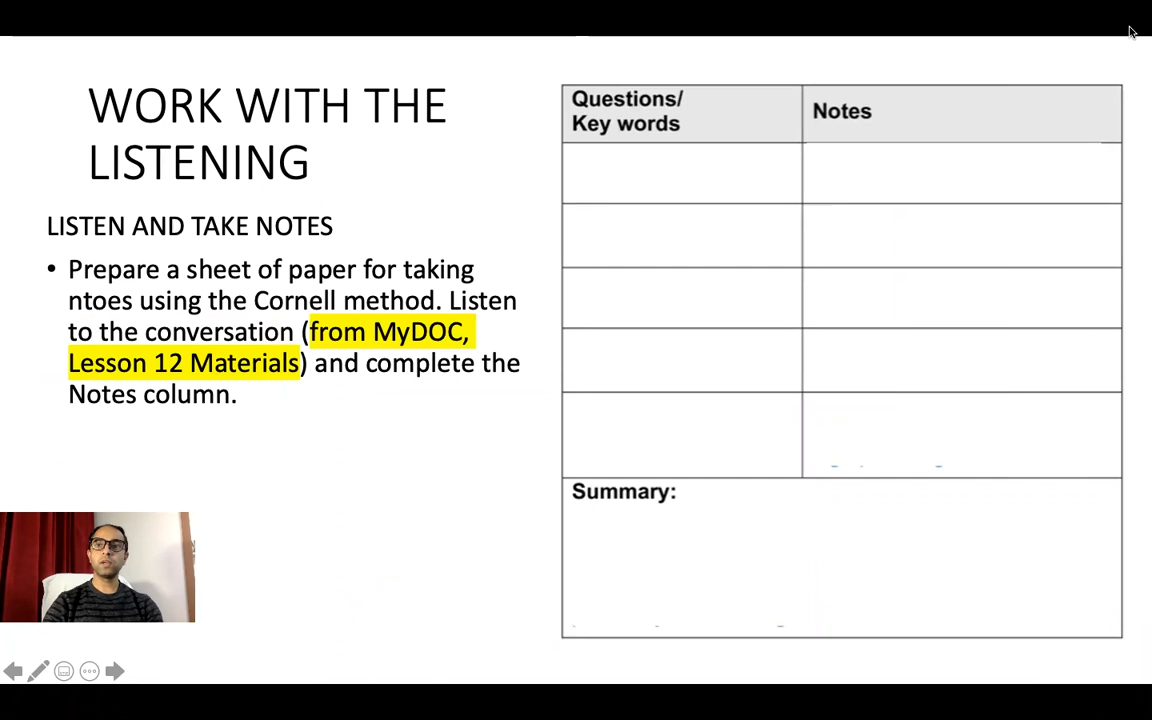 WORK WITH THE
LISTENING
LISTEN AND TAKE NOTES
• Prepare a sheet of paper for taking
ntoes using the Cornell method. Listen
to the conversation (from MyDOC,
Lesson 12 Materials) and complete the
Notes column.
Questions/
Key words
Notes
Summary: